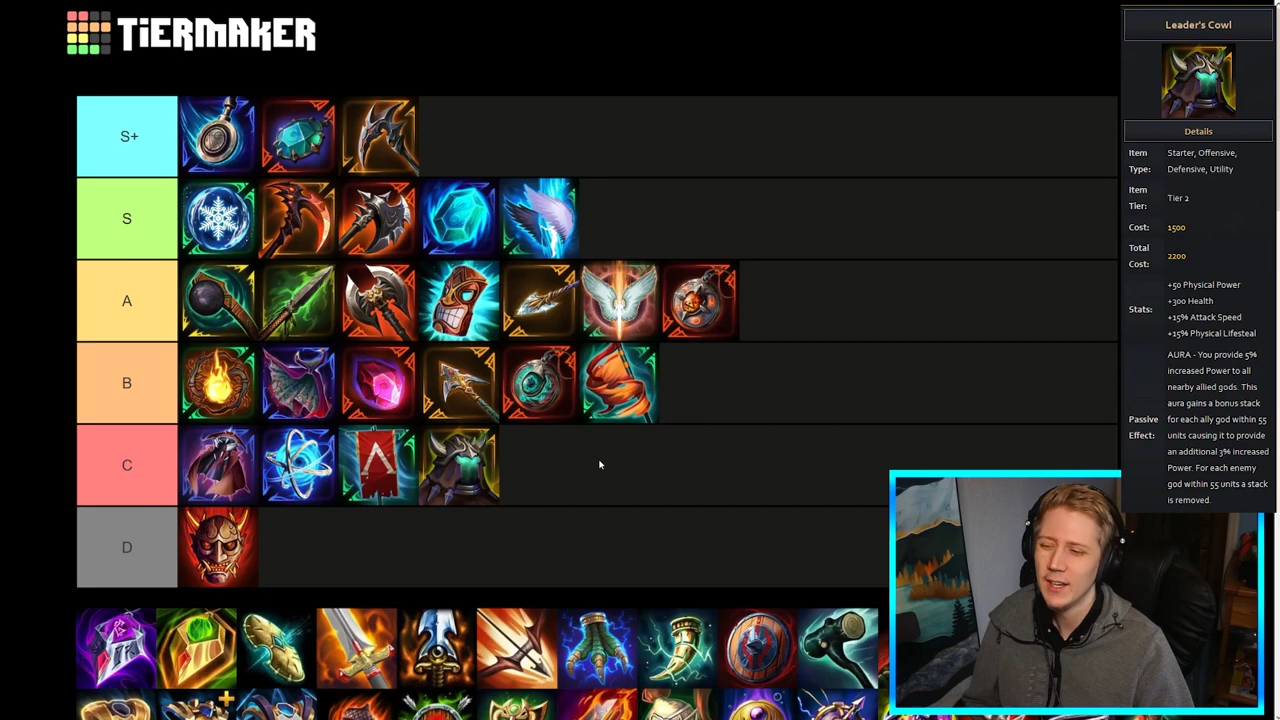 TiERMAKER
S+
S
A
B
C
D
Leader's Cowl
Details
Item Type:
Starter, Offensive,
Defensive, Utility
Item Tier:
Tier 2
Cost:
1500
Total Cost:
2200
Stats:
+50 Physical Power
+300 Health
+15% Attack Speed
+15% Physical Lifesteal
Passive Effect:
AURA - You provide 5%
increased Power to all
nearby allied gods. This
aura gains a bonus stack
for each ally god within 55
units causing it to provide
an additional 3% increased
Power. For each enemy
god within 55 units a stack
is removed.